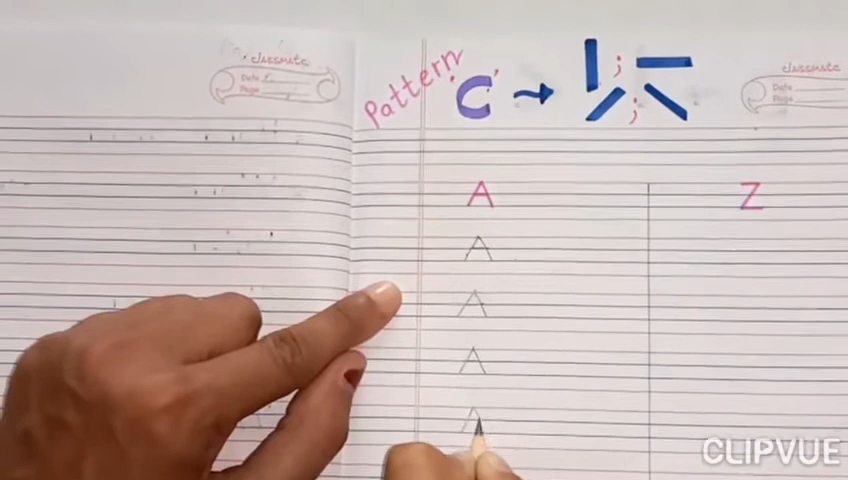 classmate
Date
Page
Pattern 'C' → ; ;
classmate
Date
Page
A Z
A
A
A
CLIPVUE